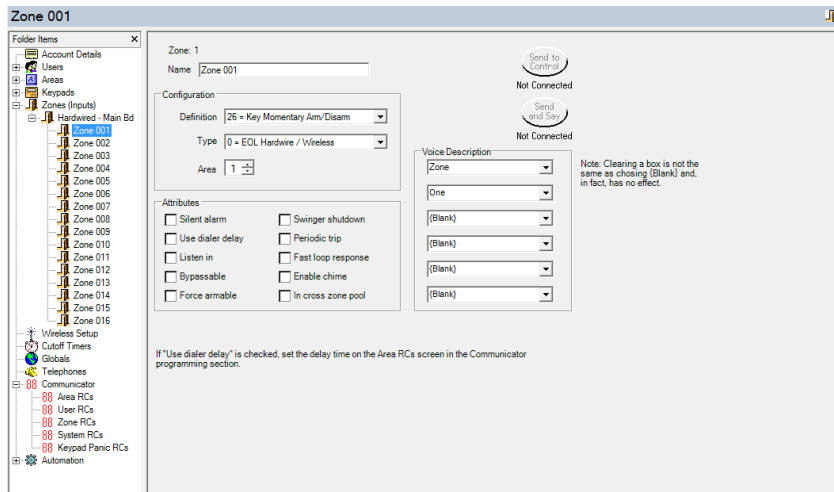 Zone 001
Folder Items
Account Details
Users
Areas
Keypads
Zones (Inputs)
Hardwired - Main Bd
Zone 001
Zone 002
Zone 003
Zone 004
Zone 005
Zone 006
Zone 007
Zone 008
Zone 009
Zone 010
Zone 011
Zone 012
Zone 013
Zone 014
Zone 015
Zone 016
Wireless Setup
Cutoff Timers
Globals
Telephones
88 Communicator
88 Area RCs
88 User RCs
88 Zone RCs
88 System RCs
88 Keypad Panic RCs
Automation
Zone: 1
Name Zone 001
Configuration
Definition 26 = Key Momentary Arm/Disarm
Type 0 = EOL Hardwire / Wireless
Area 1
Attributes
Silent alarm
Swinger shutdown
Use dialer delay
Periodic trip
Listen in
Fast loop response
Bypassable
Enable chime
Force armable
In cross zone pool
Send to
Control
Not Connected
Send
and Say
Not Connected
Voice Description
Zone
One
{Blank}
{Blank}
{Blank}
{Blank}
Note: Clearing a box is not the
same as chosing {Blank} and,
in fact, has no effect.
If "Use dialer delay" is checked, set the delay time on the Area RCs screen in the Communicator
programming section.